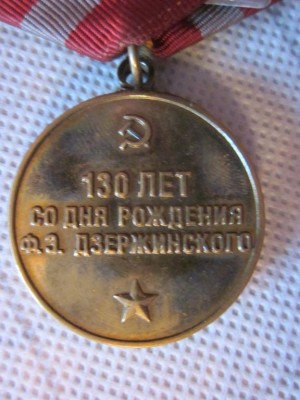 130 ЛЕТ
СО ДНЯ РОЖДЕНИЯ
Ф.Э. ДЗЕРЖИНСКОГО